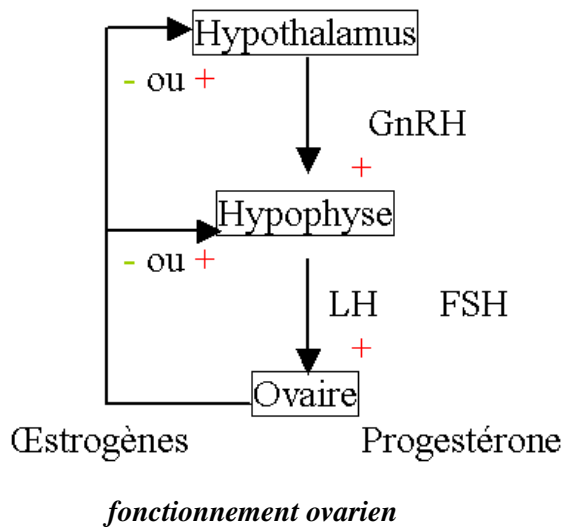 Hypothalamus
- ou +
GnRH
+
Hypophyse
- ou +
LH FSH
+
Ovaire
Œstrogènes Progestérone
fonctionnement ovarien